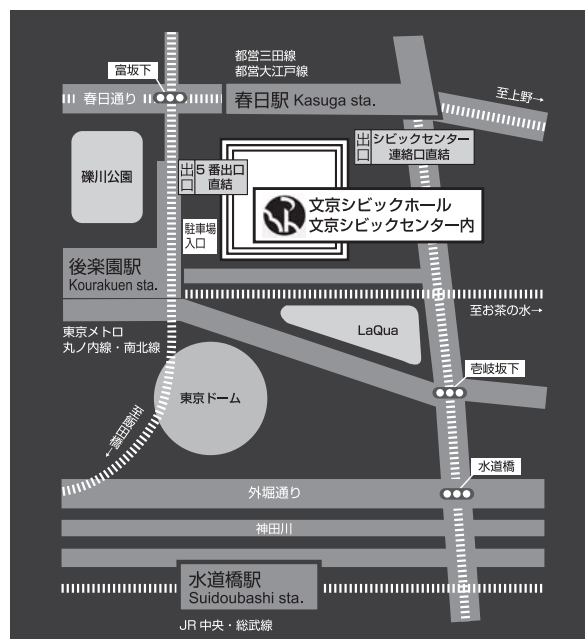 都営三田線
都営大江戸線
富坂下
春日通り
春日駅 Kasuga sta.
至上野→
出口
シビックセンター
連絡口直結
礫川公園
出口
5番出口
直結
文京シビックホール
文京シビックセンター内
駐車場
入口
後楽園駅
Kourakuen sta.
至お茶の水→
東京メトロ
丸ノ内線・南北線
LaQua
壱岐坂下
東京ドーム
至飯田橋→
水道橋
外堀通り
神田川
水道橋駅
Suidoubashi sta.
JR中央・総武線